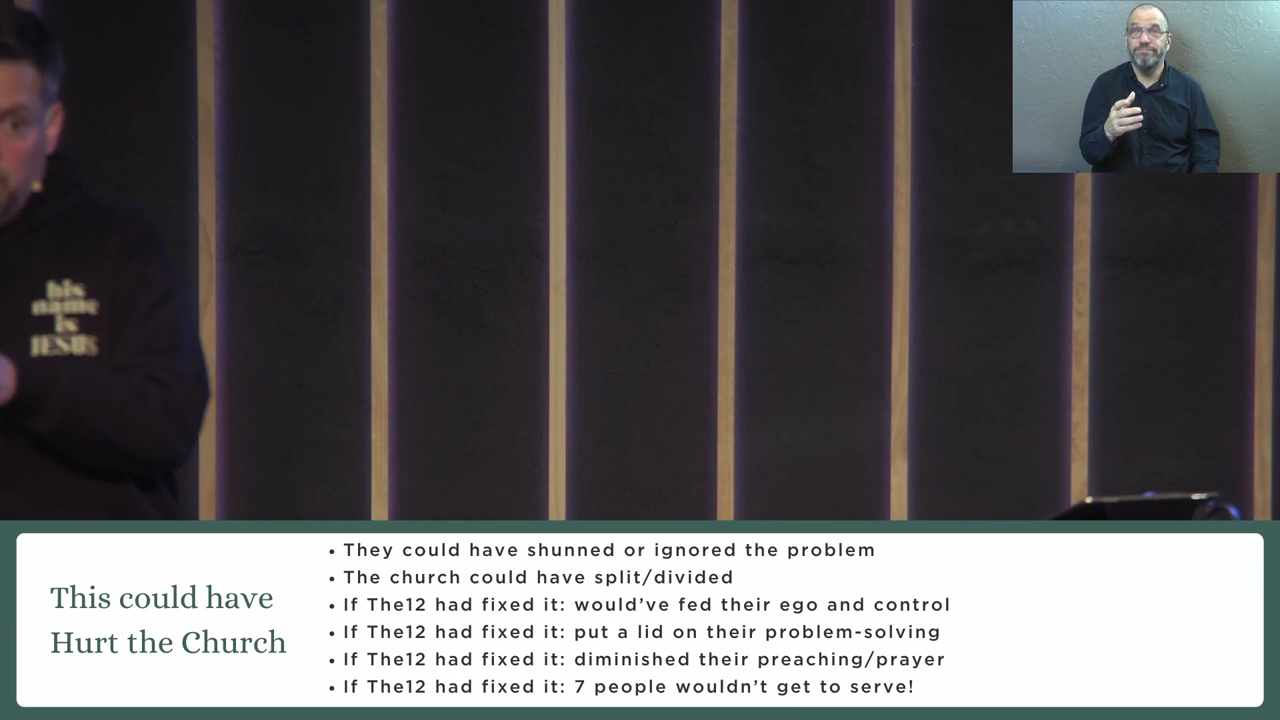 his
name
is
JESUS
This could have
Hurt the Church
• They could have shunned or ignored the problem
• The church could have split/divided
• If The12 had fixed it: would’ve fed their ego and control
• If The12 had fixed it: put a lid on their problem-solving
• If The12 had fixed it: diminished their preaching/prayer
• If The12 had fixed it: 7 people wouldn’t get to serve!